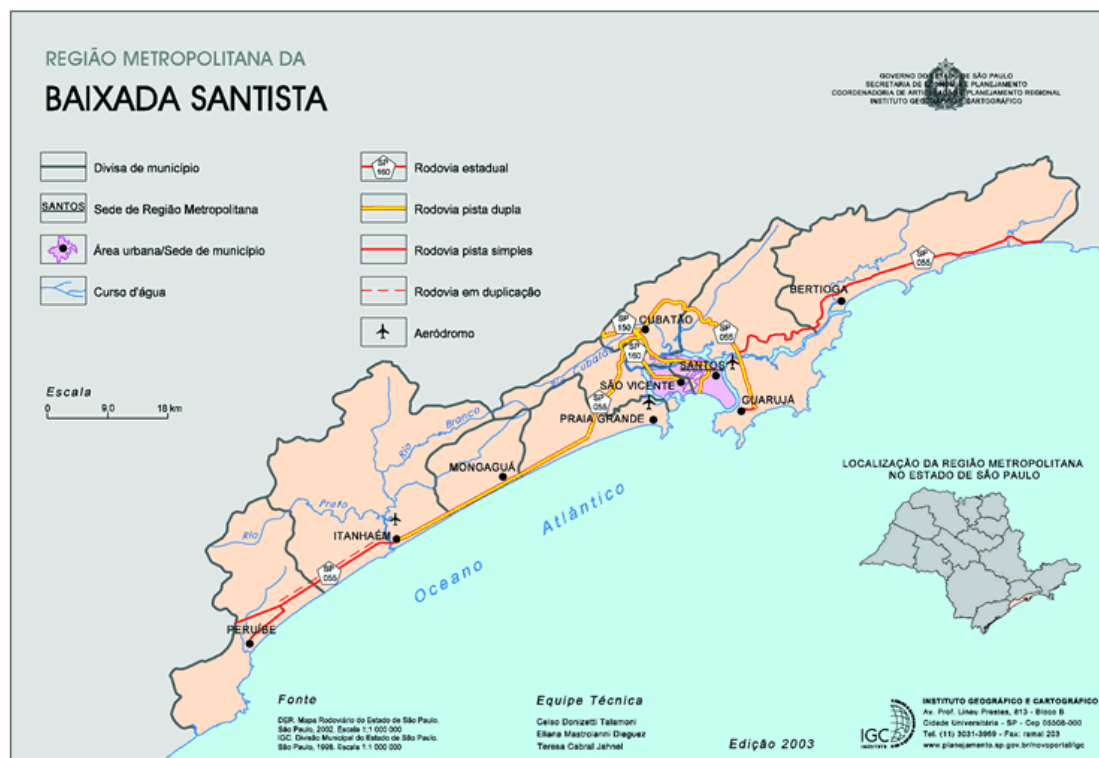 REGIÃO METROPOLITANA DA
BAIXADA SANTISTA
GOVERNO DO ESTADO DE SÃO PAULO
SECRETARIA DE ECONOMIA E PLANEJAMENTO
COORDENADORIA DE ARTICULAÇÃO E PLANEJAMENTO REGIONAL
INSTITUTO GEOGRÁFICO E CARTOGRÁFICO
Divisa de município
SANTOS Sede de Região Metropolitana
Área urbana/Sede de município
Curso d'água
SP 160 Rodovia estadual
Rodovia pista dupla
Rodovia pista simples
Rodovia em duplicação
Aeródromo
Escala
0 9,0 18 km
SP 055
BERTIOGA
SP 150
CUBATÃO
SP 055
SP 160
Rio Cubatão
SANTOS
SÃO VICENTE
SP 055
GUARUJÁ
PRAIA GRANDE
Rio Branco
MONGAGUÁ
Rio Preto
ITANHAÉM
SP 055
PERUÍBE
Oceano Atlântico
LOCALIZAÇÃO DA REGIÃO METROPOLITANA
NO ESTADO DE SÃO PAULO
Fonte
DER. Mapa Rodoviário do Estado de São Paulo.
São Paulo, 2002. Escala 1:1 000 000
IGC. Divisão Municipal do Estado de São Paulo.
São Paulo, 1998. Escala 1:1 000 000
Equipe Técnica
Celso Donizetti Talamoni
Eliana Mastroianni Dieguez
Teresa Cabral Jahnel
Edição 2003
IGC
INSTITUTO
INSTITUTO GEOGRÁFICO E CARTOGRÁFICO
Av. Prof. Lineu Prestes, 813 - Bloco B
Cidade Universitária - SP - Cep 05508-000
Tel. (11) 3031-3969 - Fax: ramal 203
www.planejamento.sp.gov.br/novoportal/igc